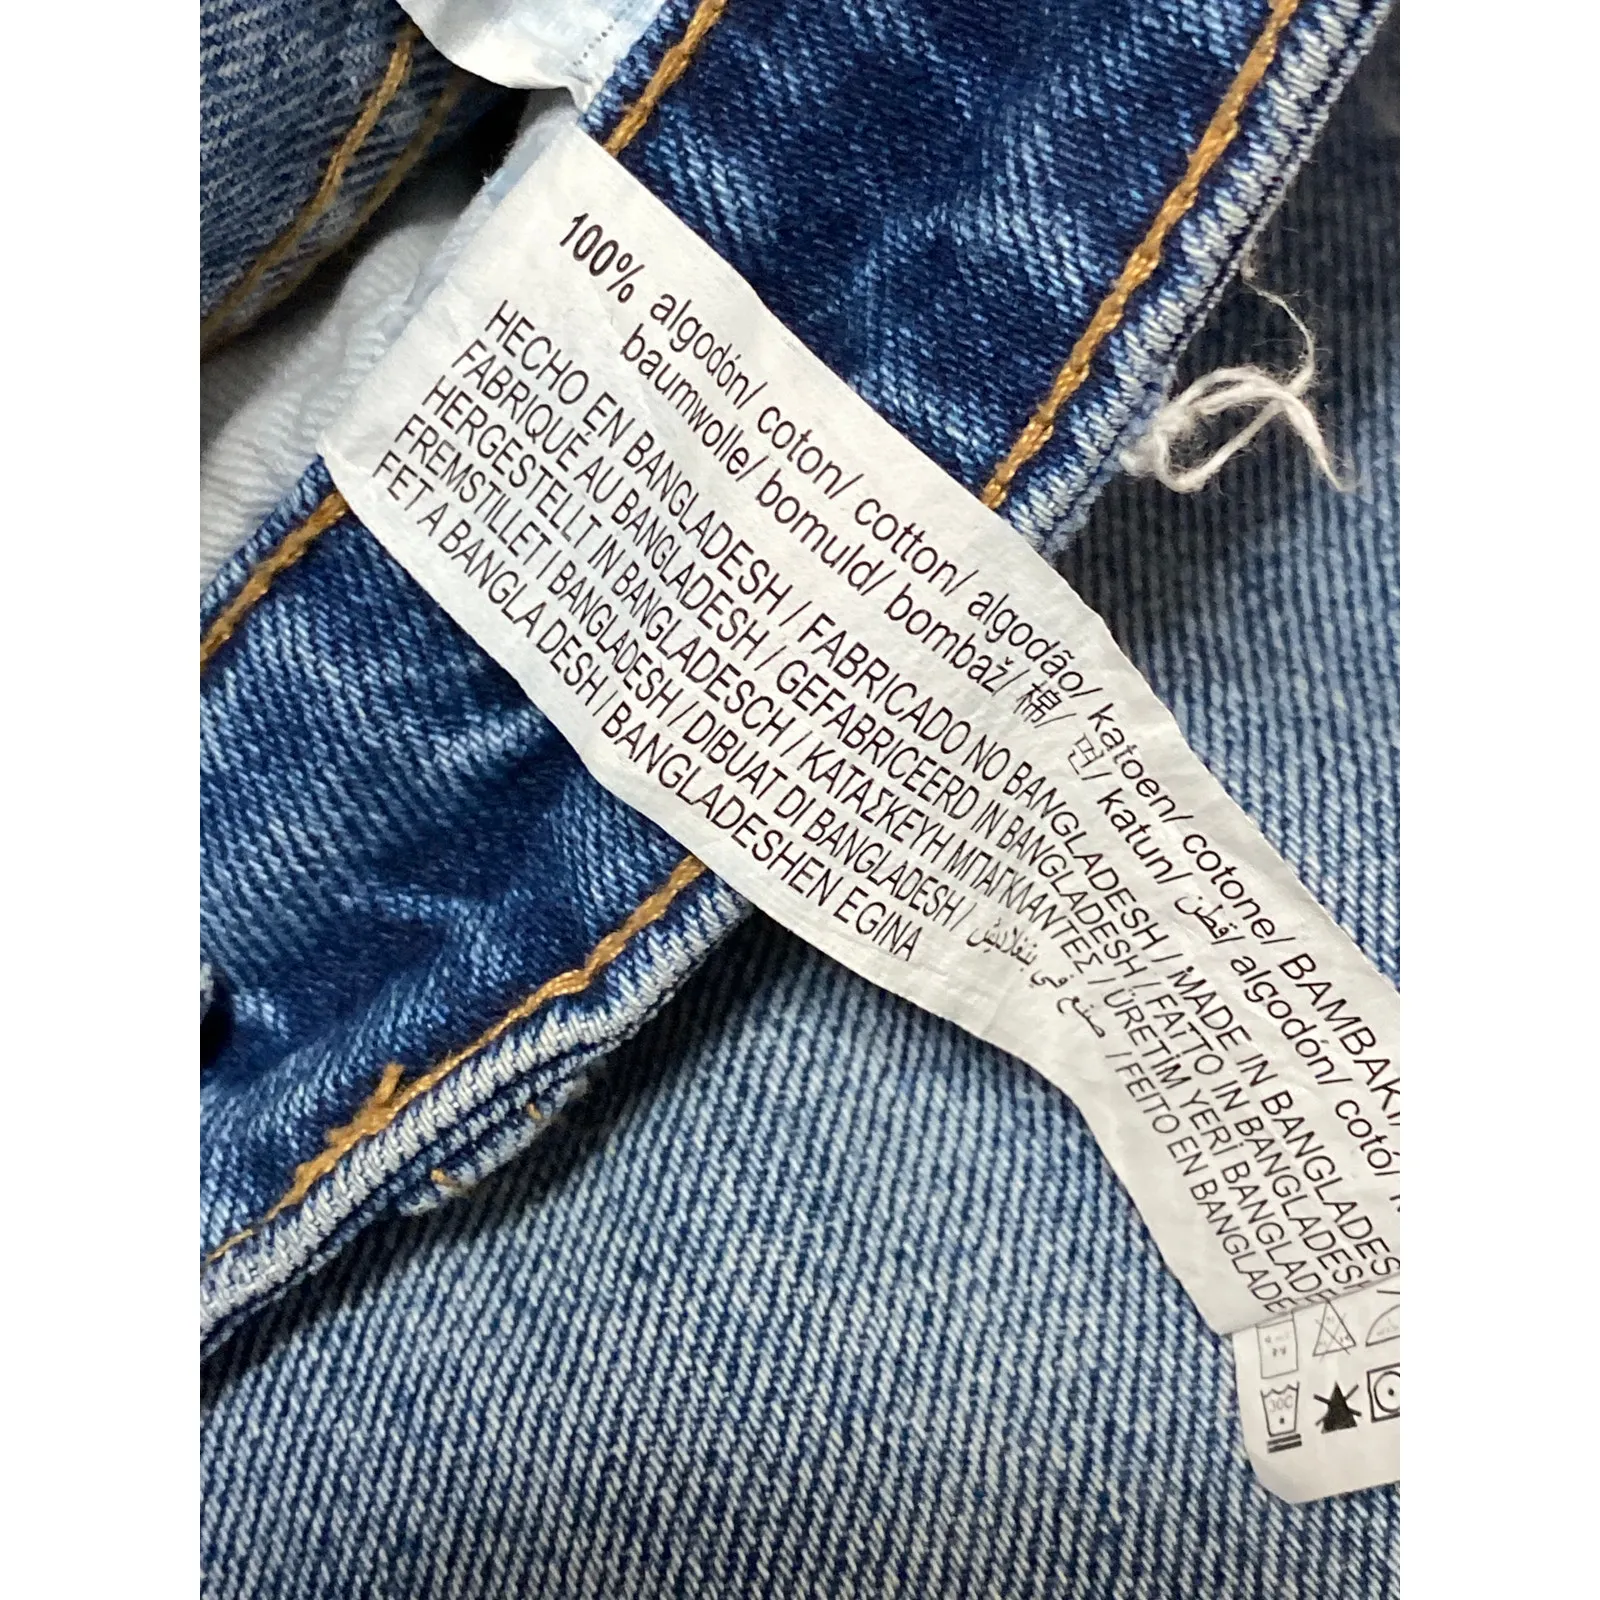 100% algodón/ coton/ cotton/ algodão/ katoen/ cotone/ BAMBAKI/
baumwolle/ bomuld/ bombaž/ 棉/ 면/ katun/ قطن/ algodón/ cotó/
HECHO EN BANGLADESH / FABRICADO NO BANGLADESH / MADE IN BANGLADESH/
FABRIQUÉ AU BANGLADESH / GEFABRICEERD IN BANGLADESH / FATTO IN BANGLADESH
HERGESTELLT IN BANGLADESCH / ΚΑΤΑΣΚΕΥΗ ΜΠΑΓΚΛΑΝΤΕΣ / ÜRETİM YERİ BANGLADE
FREMSTILLET I BANGLADESH / DIBUAT DI BANGLADESH / صنع في بنغلاديش / FEITO EN BANGLADE
FET A BANGLA DESH / BANGLADESHEN EGINA
30C